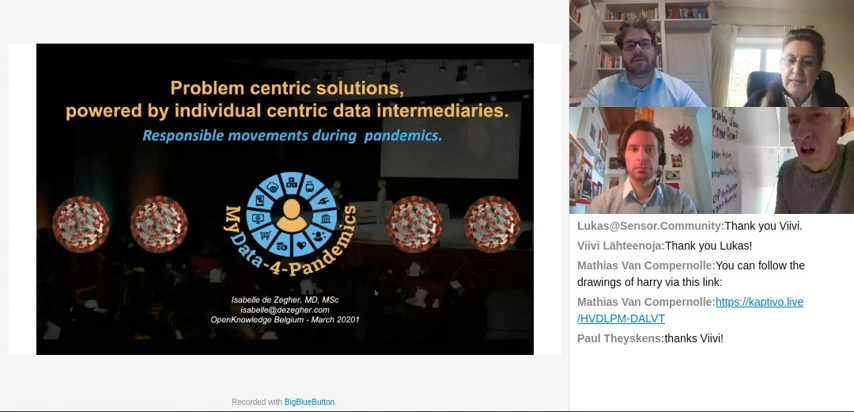 Problem centric solutions,
powered by individual centric data intermediaries.
Responsible movements during pandemics.
MyData-4-Pandemics
Isabelle de Zegher, MD, MSc
isabelle@dezegher.com
OpenKnowledge Belgium - March 20201
Recorded with BigBlueButton.
Lukas@Sensor.Community:Thank you Viivi.
Viivi Lähteenoja:Thank you Lukas!
Mathias Van Compernolle:You can follow the
drawings of harry via this link:
Mathias Van Compernolle:https://kaptivo.live
/HVDLPM-DALVT
Paul Theyskens:thanks Viivi!